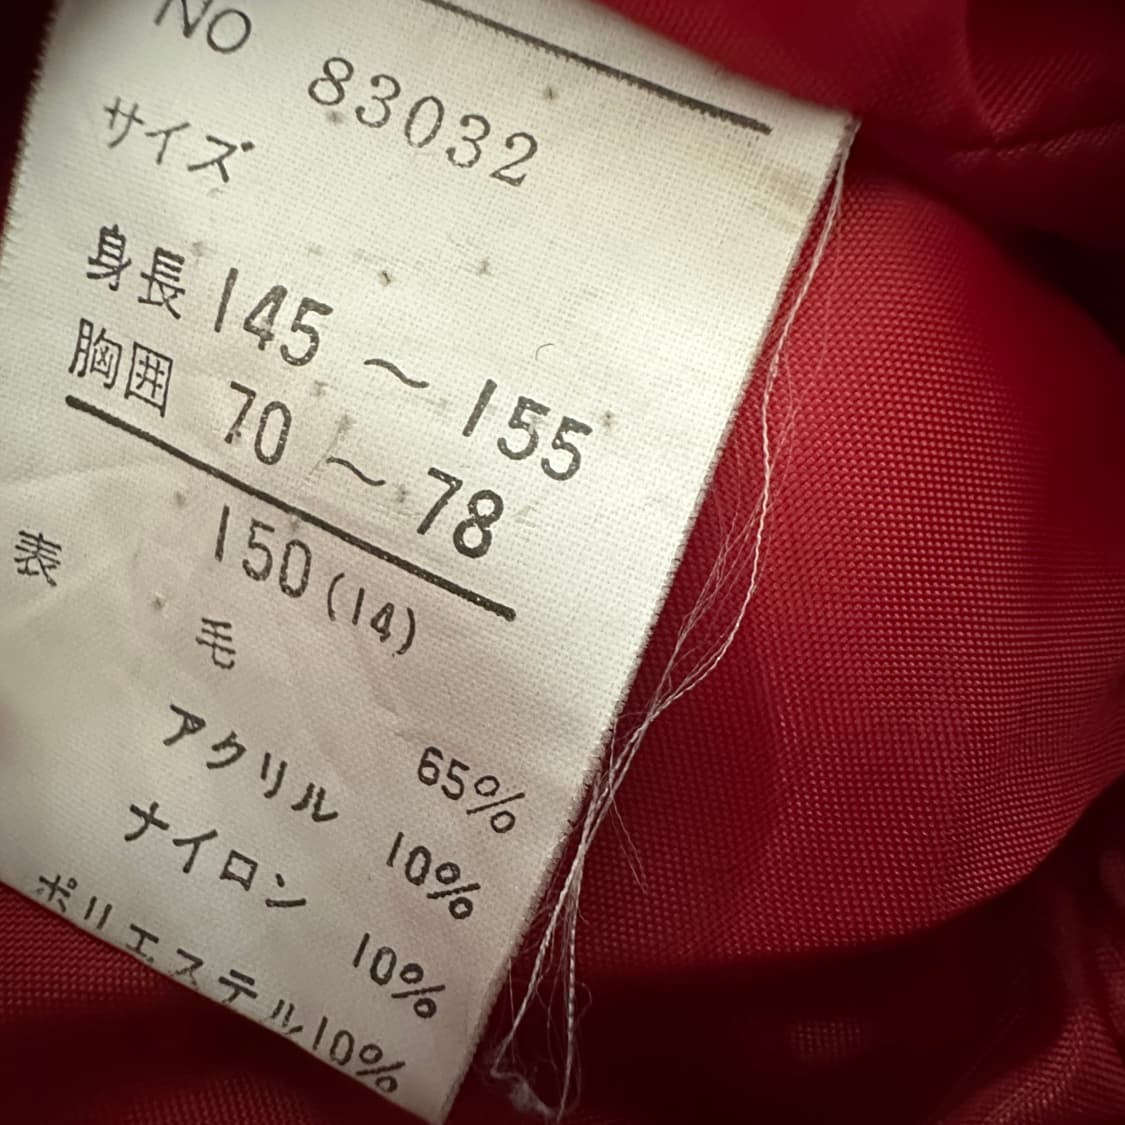 NO 83032
サイズ
身長 145 ～ 155
胸囲 70 ～ 78
150 (14)
表 毛 65%
アクリル 10%
ナイロン 10%
ポリエステル 10%